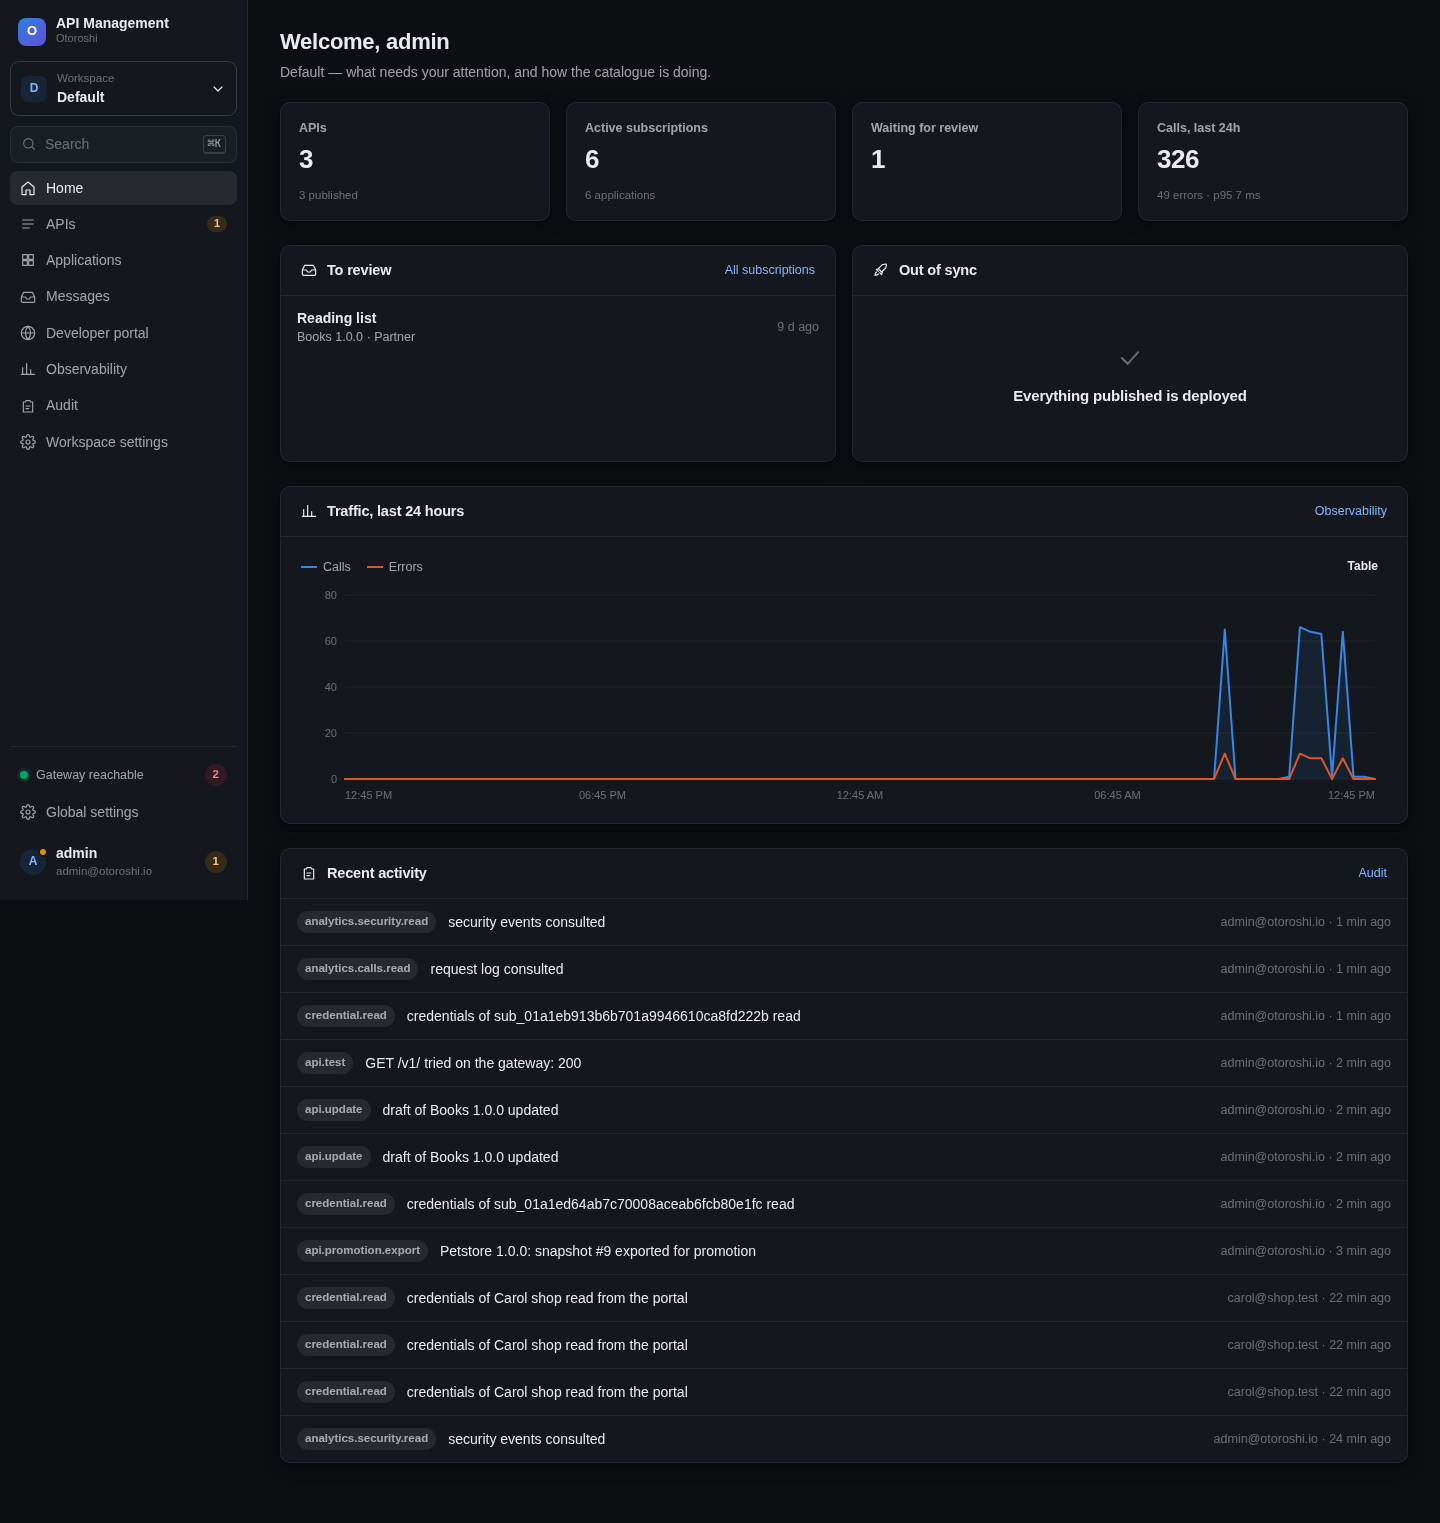 O
API Management
Otoroshi
D
Workspace
Default
Search
⌘K
Home
APIs
1
Applications
Messages
Developer portal
Observability
Audit
Workspace settings
Gateway reachable
2
Global settings
A
admin
admin@otoroshi.io
1
Welcome, admin
Default — what needs your attention, and how the catalogue is doing.
APIs
3
3 published
Active subscriptions
6
6 applications
Waiting for review
1
Calls, last 24h
326
49 errors · p95 7 ms
To review
All subscriptions
Reading list
Books 1.0.0 · Partner
9 d ago
Out of sync
Everything published is deployed
Traffic, last 24 hours
Observability
Calls
Errors
Table
80
60
40
20
0
12:45 PM
06:45 PM
12:45 AM
06:45 AM
12:45 PM
Recent activity
Audit
analytics.security.read security events consulted admin@otoroshi.io · 1 min ago
analytics.calls.read request log consulted admin@otoroshi.io · 1 min ago
credential.read credentials of sub_01a1eb913b6b701a9946610ca8fd222b read admin@otoroshi.io · 1 min ago
api.test GET /v1/ tried on the gateway: 200 admin@otoroshi.io · 2 min ago
api.update draft of Books 1.0.0 updated admin@otoroshi.io · 2 min ago
api.update draft of Books 1.0.0 updated admin@otoroshi.io · 2 min ago
credential.read credentials of sub_01a1ed64ab7c70008aceab6fcb80e1fc read admin@otoroshi.io · 2 min ago
api.promotion.export Petstore 1.0.0: snapshot #9 exported for promotion admin@otoroshi.io · 3 min ago
credential.read credentials of Carol shop read from the portal carol@shop.test · 22 min ago
credential.read credentials of Carol shop read from the portal carol@shop.test · 22 min ago
credential.read credentials of Carol shop read from the portal carol@shop.test · 22 min ago
analytics.security.read security events consulted admin@otoroshi.io · 24 min ago